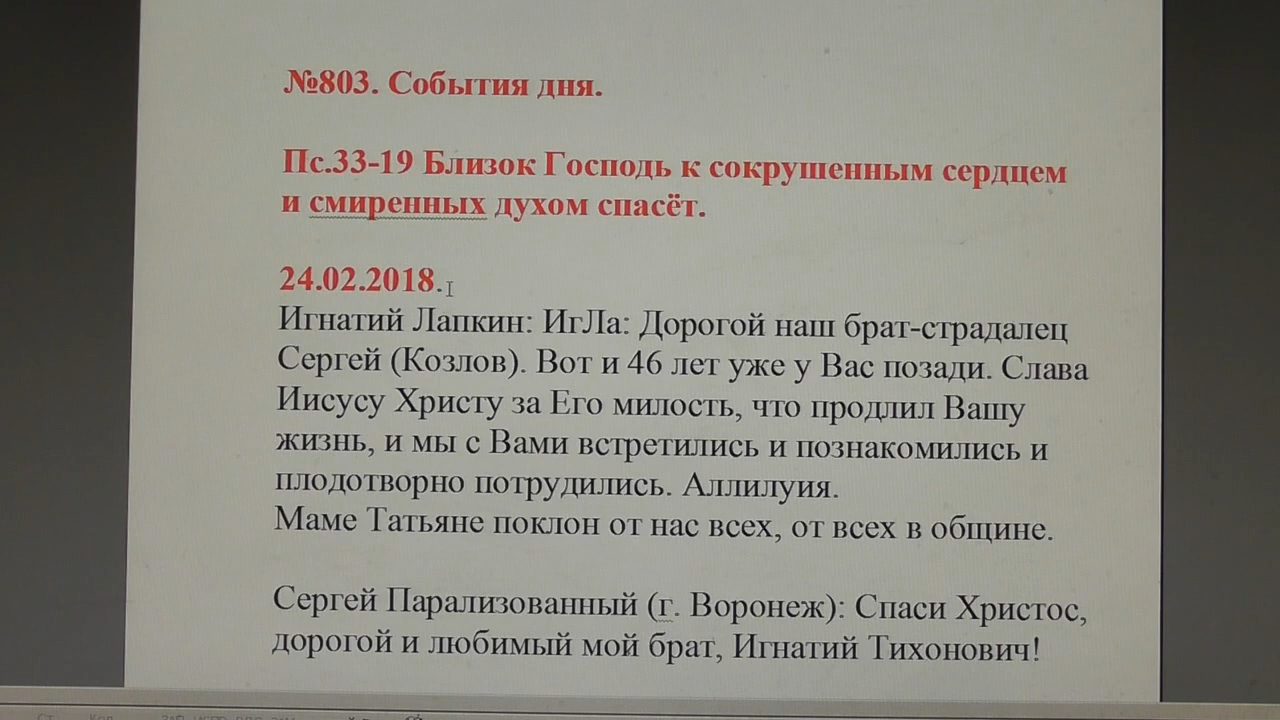 №803. События дня.
Пс.33-19 Близок Господь к сокрушенным сердцем
и смиренных духом спасёт.
24.02.2018.
Игнатий Лапкин: ИгЛа: Дорогой наш брат-страдалец
Сергей (Козлов). Вот и 46 лет уже у Вас позади. Слава
Иисусу Христу за Его милость, что продлил Вашу
жизнь, и мы с Вами встретились и познакомились и
плодотворно потрудились. Аллилуия.
Маме Татьяне поклон от нас всех, от всех в общине.
Сергей Парализованный (г. Воронеж): Спаси Христос,
дорогой и любимый мой брат, Игнатий Тихонович!